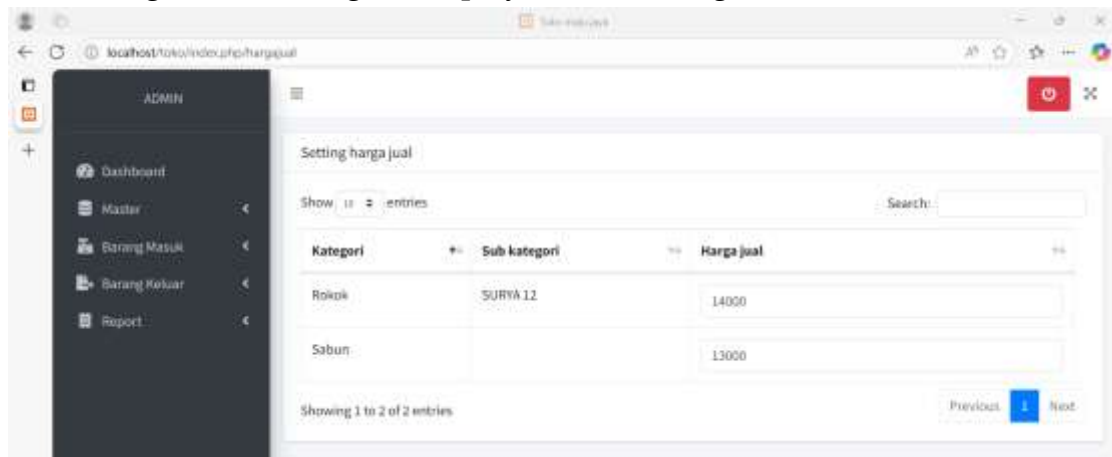 localhost/toko/index.php/hargajual
ADMIN
Setting harga jual
Dashboard
Master
Barang Masuk
Barang Keluar
Report
Show 10 entries
Search:
Kategori Sub kategori Harga jual
Rokok SURYA 12 14000
Sabun 13000
Showing 1 to 2 of 2 entries
Previous 1 Next